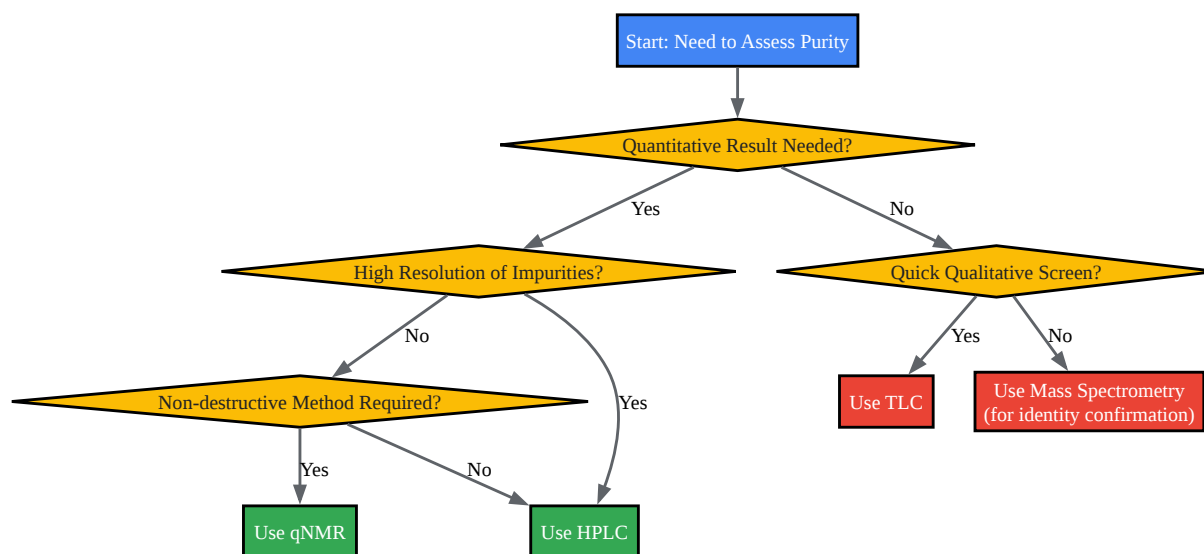 Start: Need to Assess Purity
Quantitative Result Needed?
Yes
No
High Resolution of Impurities?
Quick Qualitative Screen?
No
Yes
Yes
No
Non-destructive Method Required?
Use TLC
Use Mass Spectrometry
(for identity confirmation)
Yes
No
Use qNMR
Use HPLC